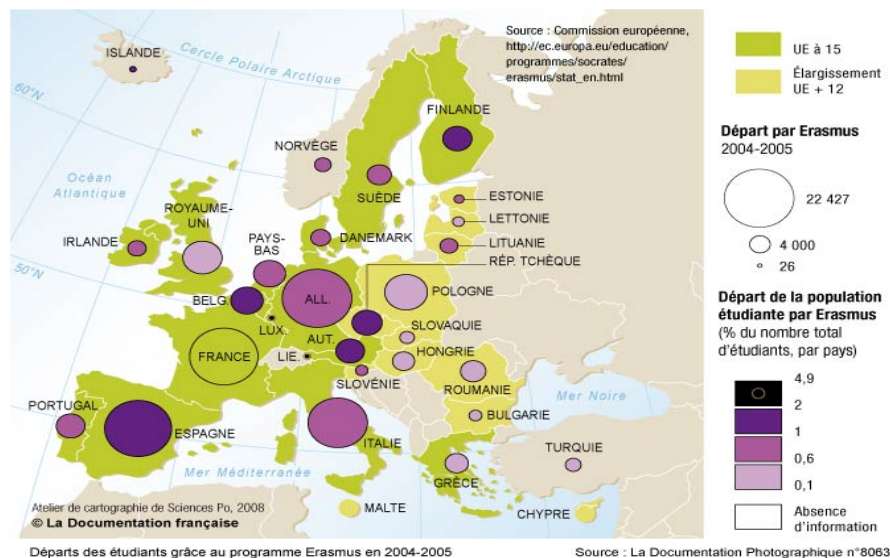 ISLANDE
Cercle Polaire Arctique
60°N
Source : Commission européenne,
http://ec.europa.eu/education/
programmes/socrates/
erasmus/stat_en.html
FINLANDE
NORVÈGE
Océan
Atlantique
SUÈDE
ESTONIE
ROYAUME-
UNI
LETTONIE
IRLANDE
PAYS-
BAS
DANEMARK
LITUANIE
RÉP. TCHÈQUE
50°N
BELG.
ALL.
POLOGNE
LUX.
SLOVAQUIE
AUT.
FRANCE
LIE.
HONGRIE
SLOVÉNIE
ROUMANIE
Mer Noire
PORTUGAL
BULGARIE
ESPAGNE
ITALIE
TURQUIE
Mer Méditerranée
GRÈCE
MALTE
CHYPRE
Atelier de cartographie de Sciences Po, 2008
© La Documentation française
UE à 15
Élargissement
UE + 12
Départ par Erasmus
2004-2005
22 427
4 000
26
Départ de la population
étudiante par Erasmus
(% du nombre total
d'étudiants, par pays)
4,9
2
1
0,6
0,1
Absence
d'information
Départs des étudiants grâce au programme Erasmus en 2004-2005
Source : La Documentation Photographique n°8063